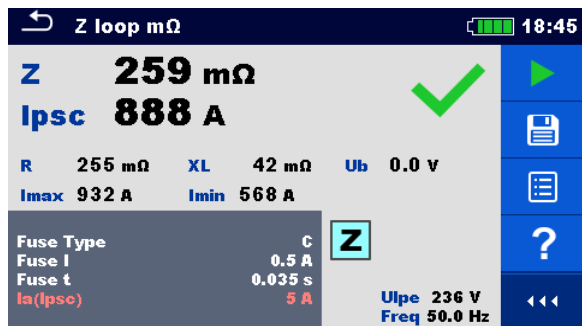 Z loop mΩ 18:45
Z 259 mΩ
Ipsc 888 A
R 255 mΩ XL 42 mΩ Ub 0.0 V
Imax 932 A Imin 568 A
Fuse Type C
Fuse I 0.5 A
Fuse t 0.035 s
Ia(Ipsc) 5 A
Z
Ulpe 236 V
Freq 50.0 Hz
?